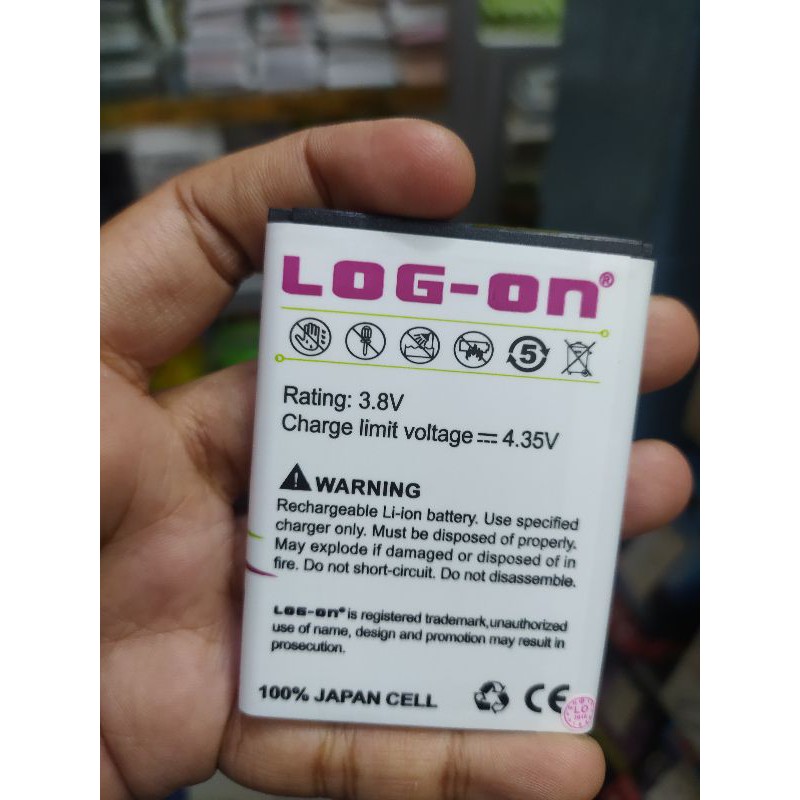 LOG-on®
5
Rating: 3.8V
Charge limit voltage⎓4.35V
WARNING
Rechargeable Li-ion battery. Use specified
charger only. Must be disposed of properly.
May explode if damaged or disposed of in
fire. Do not short-circuit. Do not disassemble.
LOG-on® is registered trademark,unauthorized
use of name, design and promotion may result in
prosecution.
100% JAPAN CELL
CE
LO